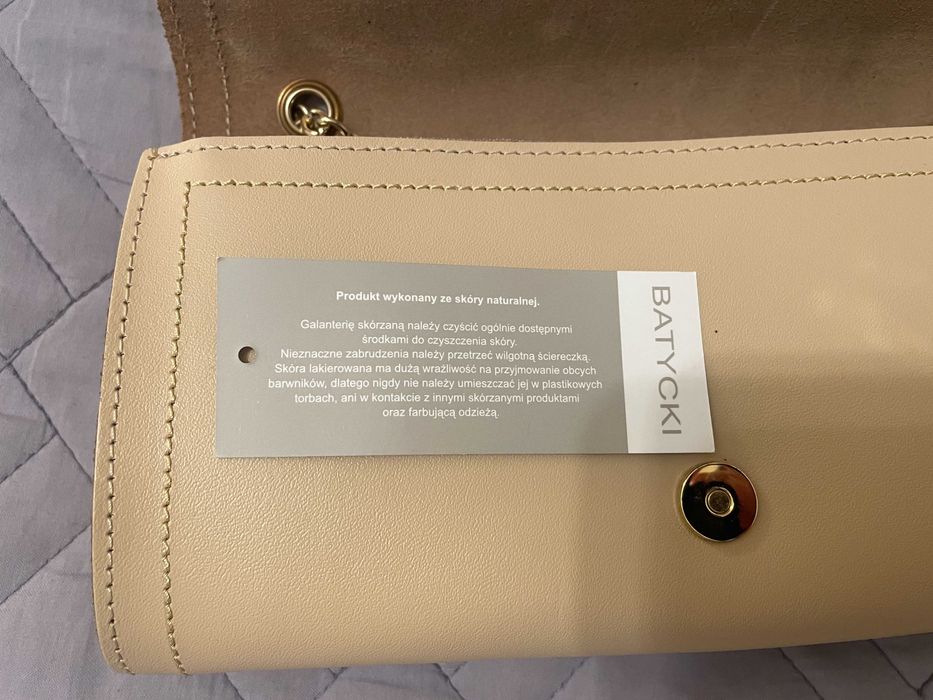 Produkt wykonany ze skóry naturalnej.
Galanterię skórzaną należy czyścić ogólnie dostępnymi
środkami do czyszczenia skóry.
Nieznaczne zabrudzenia należy przetrzeć wilgotną ściereczką.
Skóra lakierowana ma dużą wrażliwość na przyjmowanie obcych
barwników, dlatego nigdy nie należy umieszczać jej w plastikowych
torbach, ani w kontakcie z innymi skórzanymi produktami
oraz farbującą odzieżą.
BATYCKI